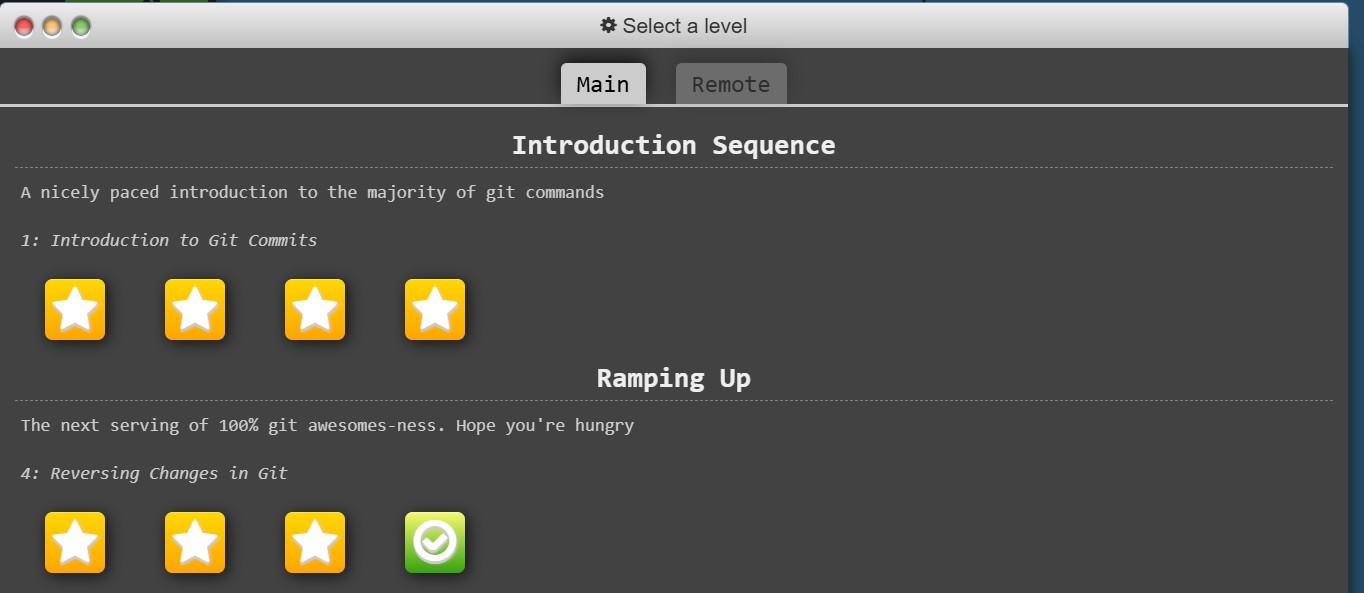 Select a level
Main Remote
Introduction Sequence
A nicely paced introduction to the majority of git commands
1: Introduction to Git Commits
Ramping Up
The next serving of 100% git awesomes-ness. Hope you're hungry
4: Reversing Changes in Git